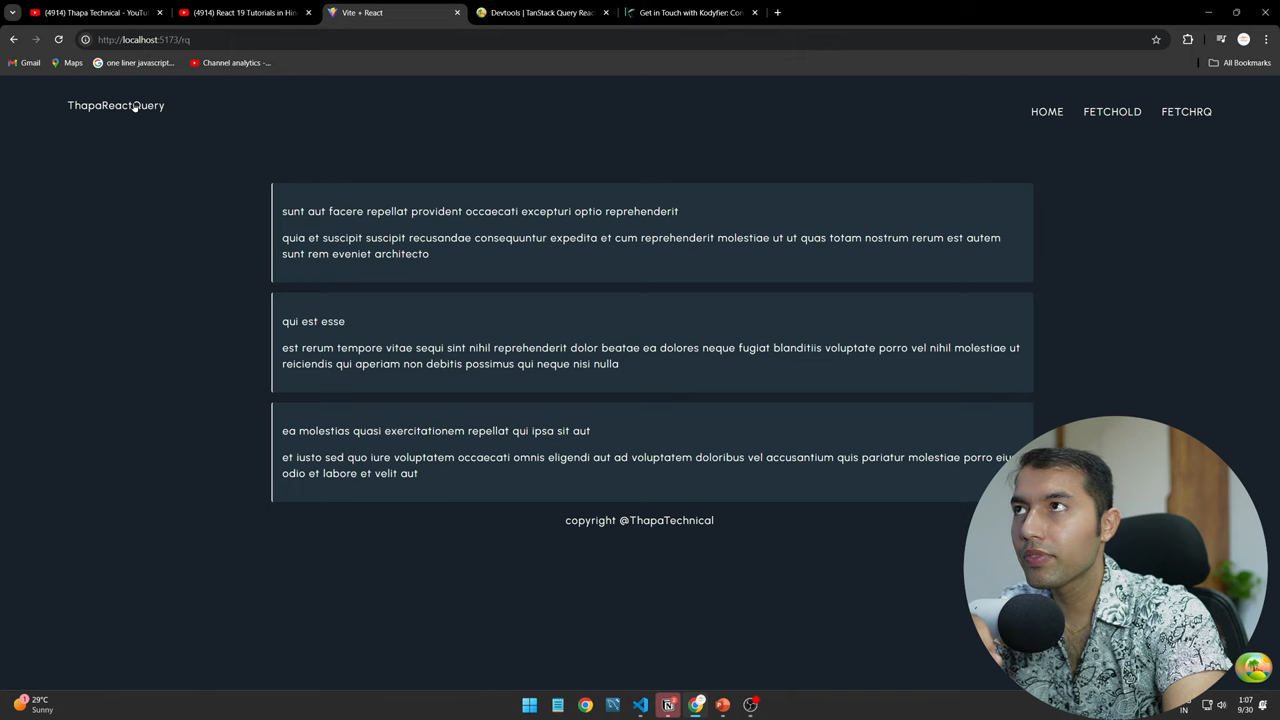 (4914) Thapa Technical - YouTu
(4914) React 19 Tutorials in Hin
Vite + React
Devtools | TanStack Query Reac
Get in Touch with Kodyfier: Con
http://localhost:5173/rq
Gmail
Maps
one liner javascript...
Channel analytics -...
All Bookmarks
ThapaReactQuery
HOME
FETCHOLD
FETCHRQ
sunt aut facere repellat provident occaecati excepturi optio reprehenderit
quia et suscipit suscipit recusandae consequuntur expedita et cum reprehenderit molestiae ut ut quas totam nostrum rerum est autem
sunt rem eveniet architecto
qui est esse
est rerum tempore vitae sequi sint nihil reprehenderit dolor beatae ea dolores neque fugiat blanditiis voluptate porro vel nihil molestiae ut
reiciendis qui aperiam non debitis possimus qui neque nisi nulla
ea molestias quasi exercitationem repellat qui ipsa sit aut
et iusto sed quo iure voluptatem occaecati omnis eligendi aut ad voluptatem doloribus vel accusantium quis pariatur molestiae porro eiu
odio et labore et velit aut
copyright @ThapaTechnical
29°C
Sunny
IN
1:07
9/30